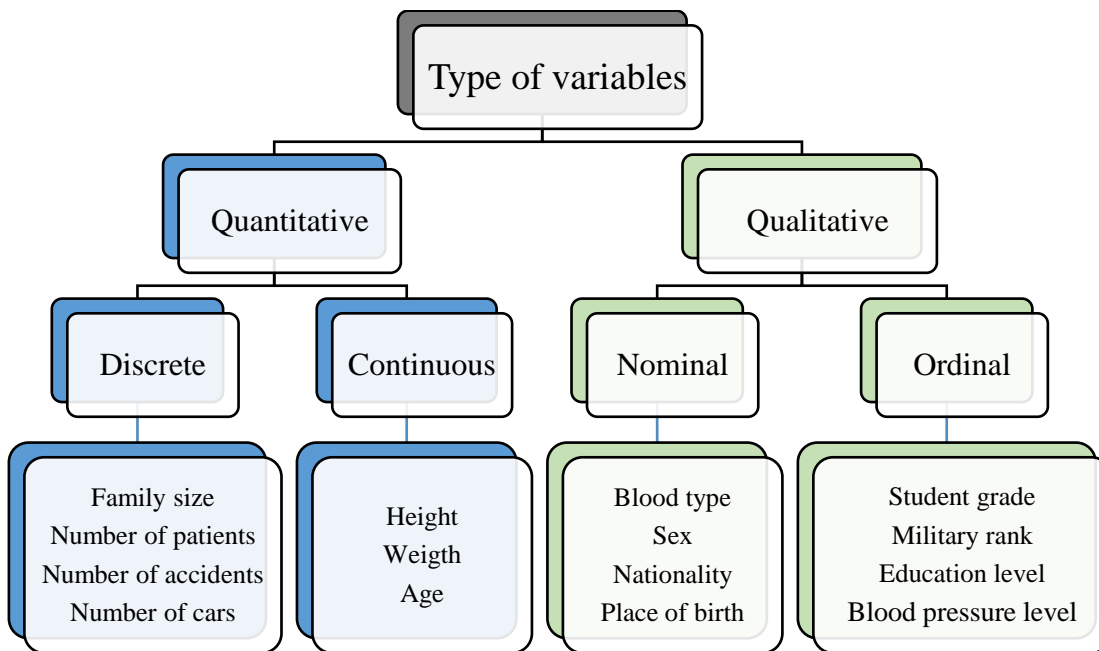 Type of variables
Quantitative
Qualitative
Discrete
Continuous
Nominal
Ordinal
Family size
Number of patients
Number of accidents
Number of cars
Height
Weigth
Age
Blood type
Sex
Nationality
Place of birth
Student grade
Military rank
Education level
Blood pressure level